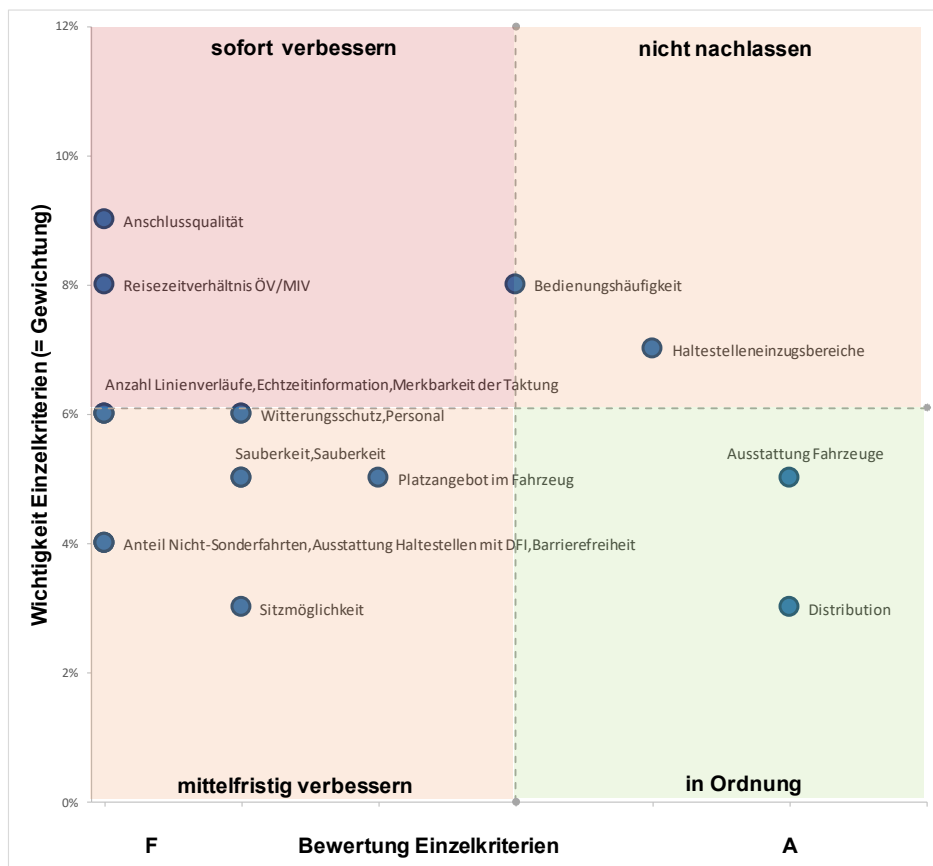 12%
sofort verbessern
nicht nachlassen
10%
Anschlussqualität
8%
Reisezeitverhältnis ÖV/MIV
Bedienungshäufigkeit
Haltestelleneinzugsbereiche
Anzahl Linienverläufe,Echtzeitinformation,Merkbarkeit der Taktung
6%
Witterungsschutz,Personal
Sauberkeit,Sauberkeit
Ausstattung Fahrzeuge
Platzangebot im Fahrzeug
4%
Anteil Nicht-Sonderfahrten,Ausstattung Haltestellen mit DFI,Barrierefreiheit
Sitzmöglichkeit
Distribution
2%
mittelfristig verbessern
in Ordnung
0%
Wichtigkeit Einzelkriterien (= Gewichtung)
F
Bewertung Einzelkriterien
A